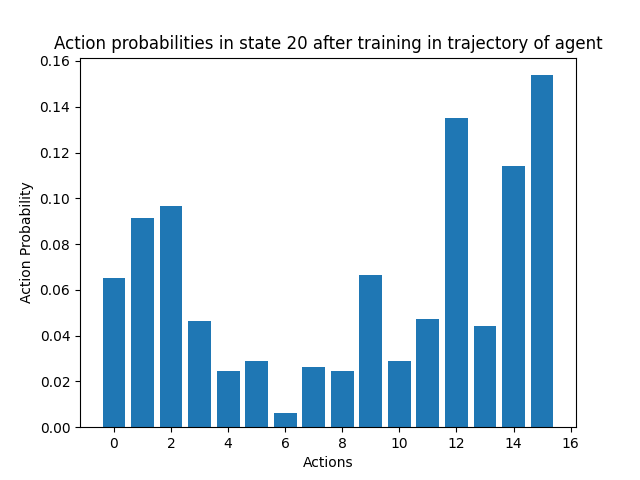 Action probabilities in state 20 after training in trajectory of agent
0.16
0.14
0.12
0.10
0.08
0.06
0.04
0.02
0.00
Action Probability
0 2 4 6 8 10 12 14 16
Actions